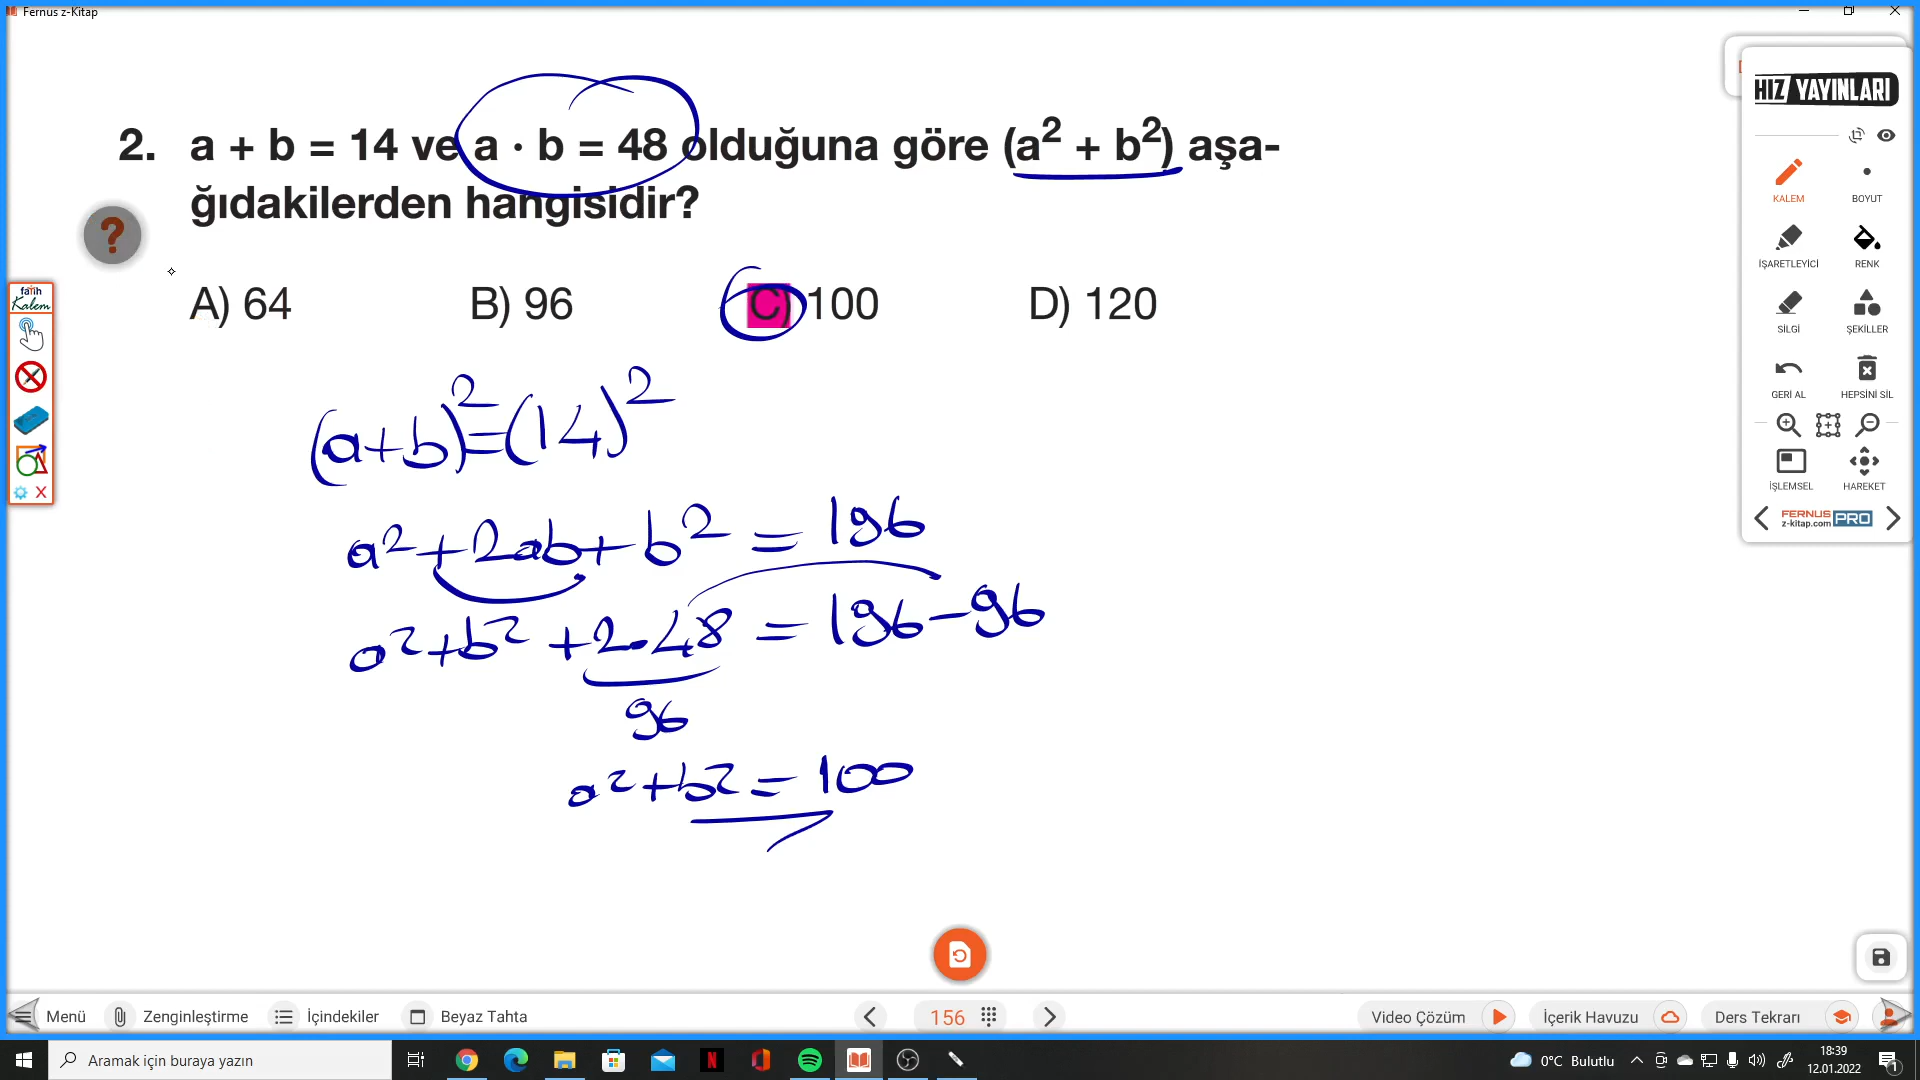 Fernus z-Kitap
2. a + b = 14 ve a · b = 48 olduğuna göre (a² + b²) aşa-
ğıdakilerden hangisidir?
A) 64 B) 96 C) 100 D) 120
(a+b)² = (14)²
a² + 2ab + b² = 196
a² + b² + 2·48 = 196 - 96
96
a² + b² = 100
fatih
Kalem
HIZ YAYINLARI
KALEM BOYUT
İŞARETLEYİCİ RENK
SİLGİ ŞEKİLLER
GERİ AL HEPSİNİ SİL
İŞLEMSEL HAREKET
FERNUS
z-kitap.com PRO
Menü Zenginleştirme İçindekiler Beyaz Tahta 156 Video Çözüm İçerik Havuzu Ders Tekrarı
Aramak için buraya yazın
0°C Bulutlu
18:39
12.01.2022
1